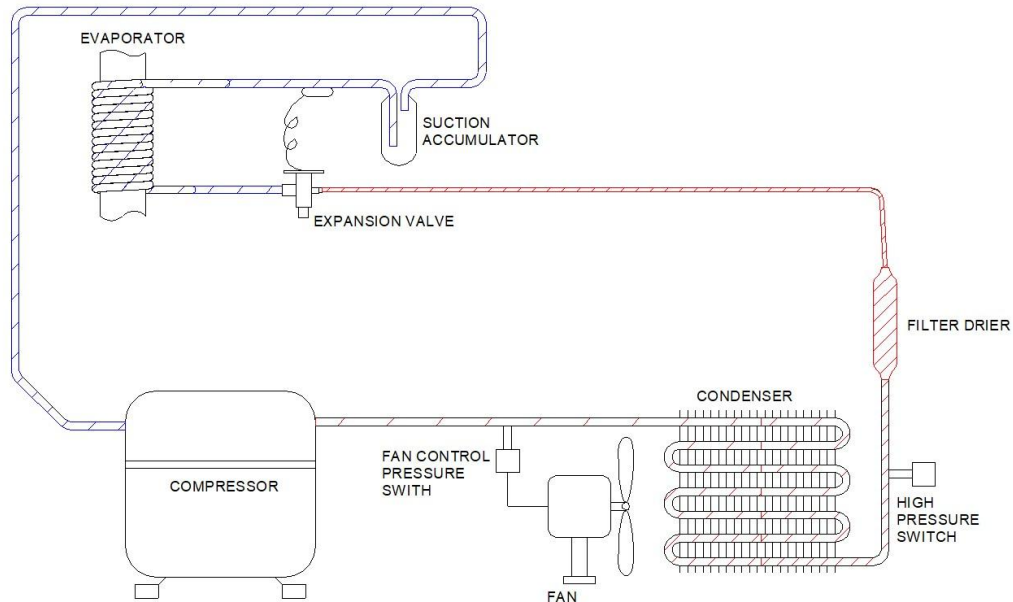 EVAPORATOR
SUCTION
ACCUMULATOR
EXPANSION VALVE
FILTER DRIER
CONDENSER
FAN CONTROL
PRESSURE
SWITH
COMPRESSOR
HIGH
PRESSURE
SWITCH
FAN